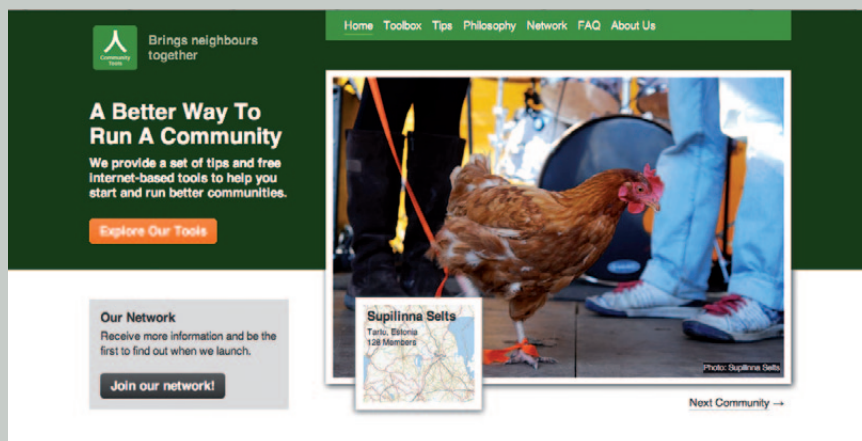 Community
Tools
Brings neighbours
together
Home Toolbox Tips Philosophy Network FAQ About Us
A Better Way To
Run A Community
We provide a set of tips and free
internet-based tools to help you
start and run better communities.
Explore Our Tools
Our Network
Receive more information and be the
first to find out when we launch.
Join our network!
Supilinna Selts
Tartu, Estonia
128 Members
Photo: Supilinna Selts
Next Community →